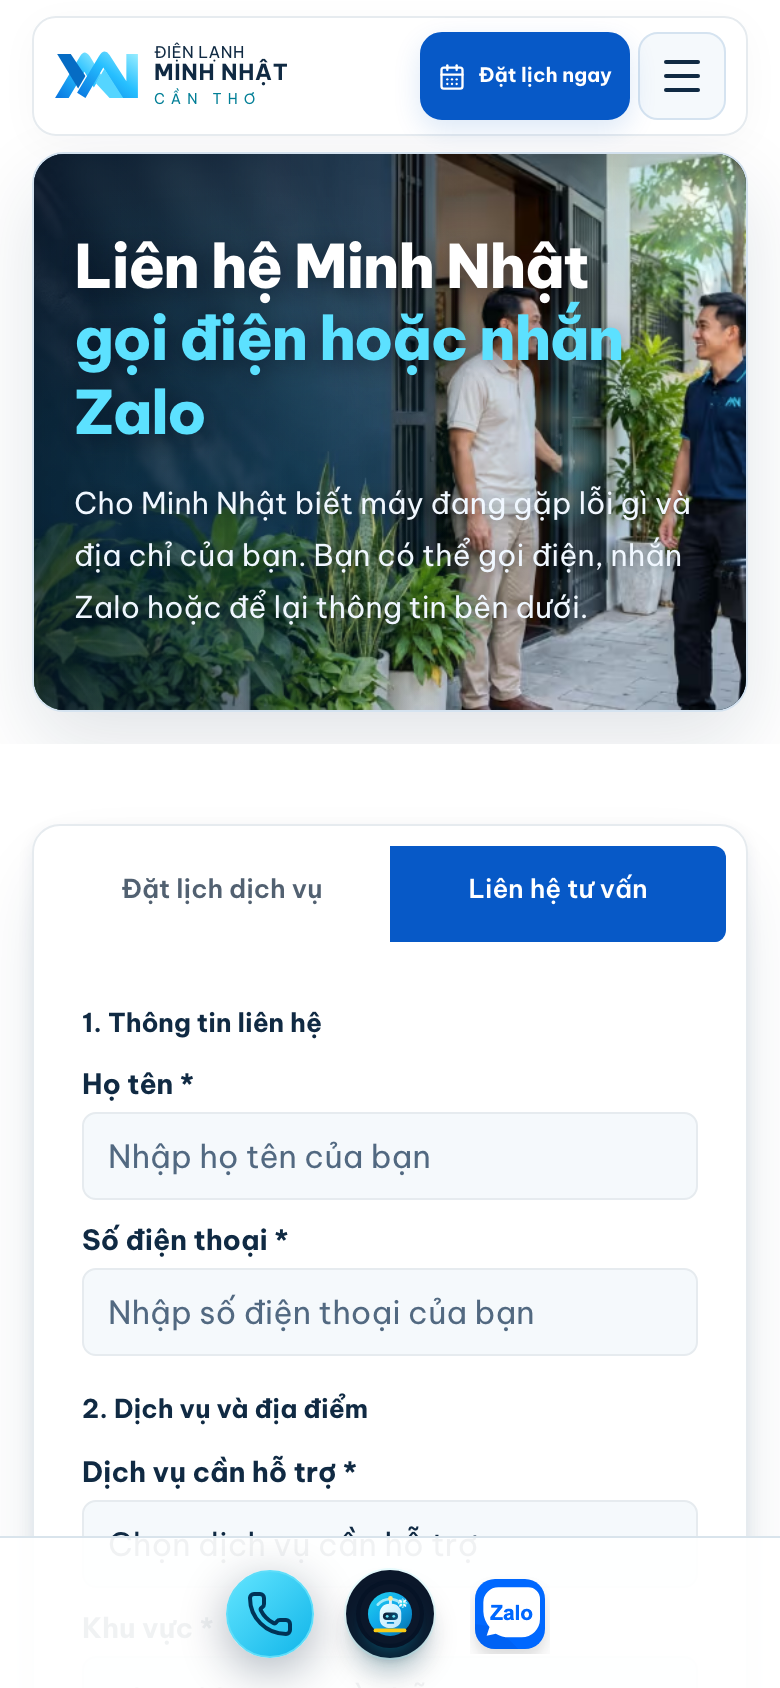 ĐIỆN LẠNH
MINH NHẬT
CẦN THƠ
Đặt lịch ngay
Liên hệ Minh Nhật
gọi điện hoặc nhắn
Zalo
Cho Minh Nhật biết máy đang gặp lỗi gì và
địa chỉ của bạn. Bạn có thể gọi điện, nhắn
Zalo hoặc để lại thông tin bên dưới.
Đặt lịch dịch vụ
Liên hệ tư vấn
1. Thông tin liên hệ
Họ tên *
Nhập họ tên của bạn
Số điện thoại *
Nhập số điện thoại của bạn
2. Dịch vụ và địa điểm
Dịch vụ cần hỗ trợ *
Chọn dịch vụ cần hỗ trợ
Khu vực *
Zalo